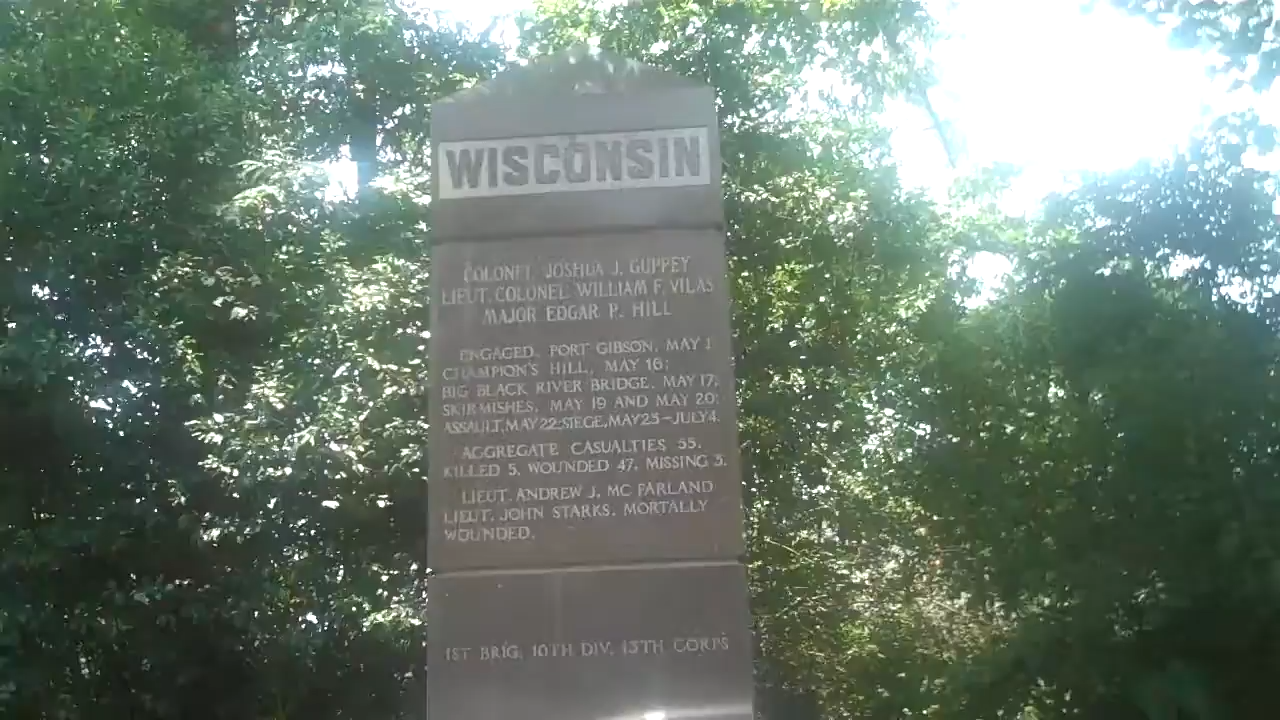 WISCONSIN
COLONEL JOSHUA J. GUPPEY
LIEUT. COLONEL WILLIAM F. VILAS
MAJOR EDGAR P. HILL
ENGAGED. PORT GIBSON, MAY 1
CHAMPION'S HILL, MAY 16;
BIG BLACK RIVER BRIDGE, MAY 17,
SKIRMISHES, MAY 19 AND MAY 20;
ASSAULT, MAY 22; SIEGE, MAY 23-JULY 4.
AGGREGATE CASUALTIES 55,
KILLED 5, WOUNDED 47, MISSING 3.
LIEUT. ANDREW J. MC FARLAND
LIEUT. JOHN STARKS, MORTALLY
WOUNDED.
1ST BRIG. 10TH DIV. 13TH CORPS